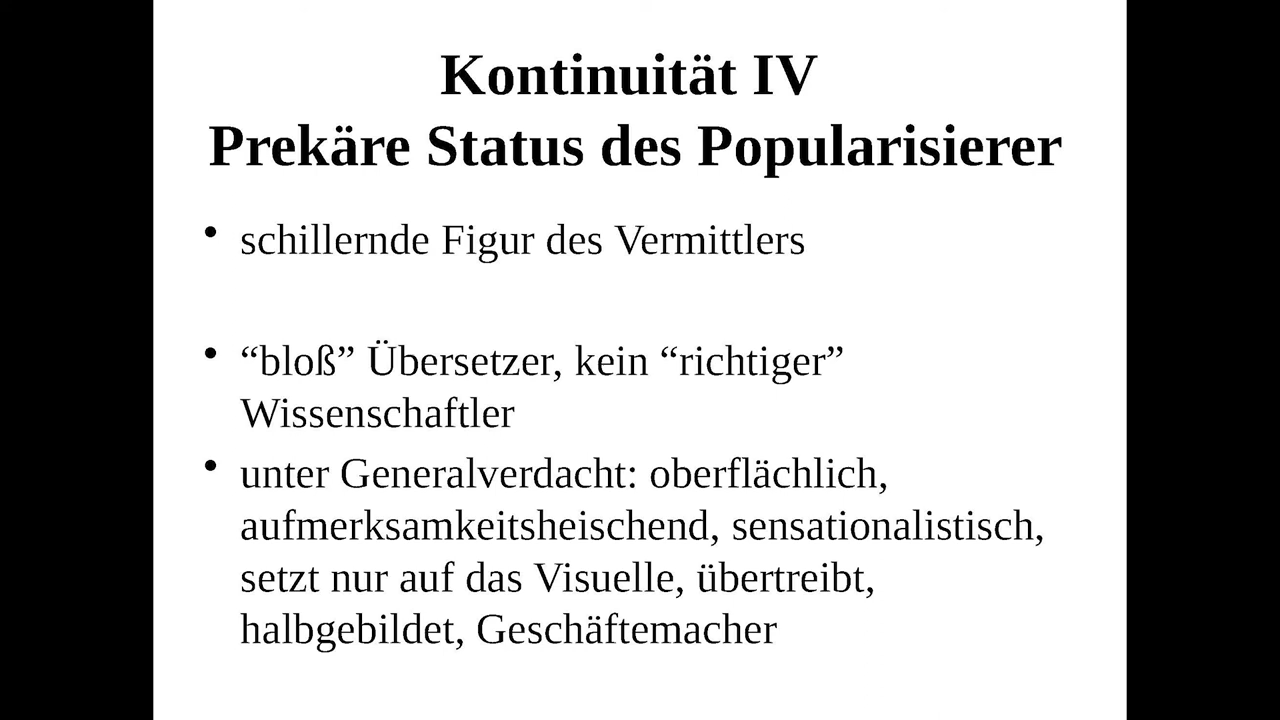 Kontinuität IV
Prekäre Status des Popularisierer
• schillernde Figur des Vermittlers
• “bloß” Übersetzer, kein “richtiger”
Wissenschaftler
• unter Generalverdacht: oberflächlich,
aufmerksamkeitsheischend, sensationalistisch,
setzt nur auf das Visuelle, übertreibt,
halbgebildet, Geschäftemacher